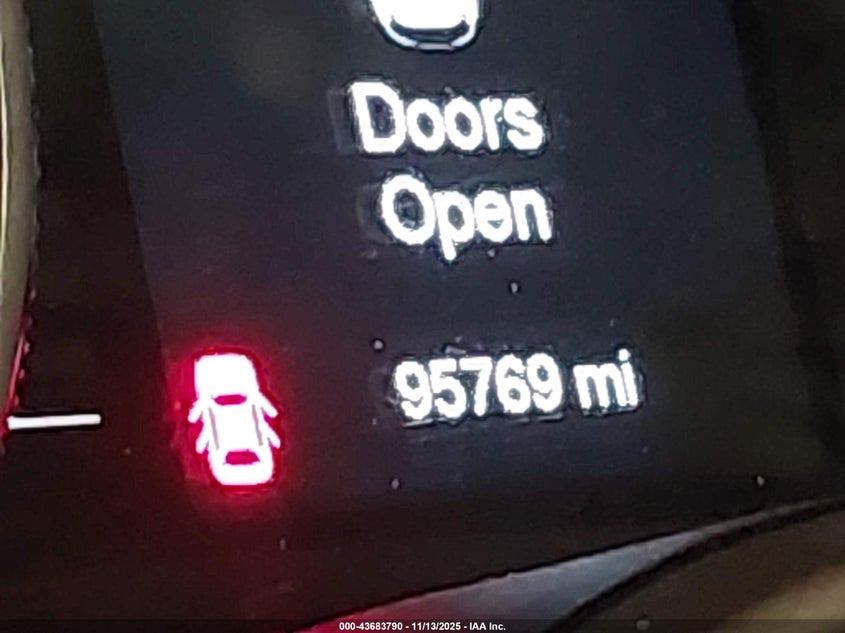 Doors
Open
95769 mi
000-43683790 - 11/13/2025 - IAA Inc.